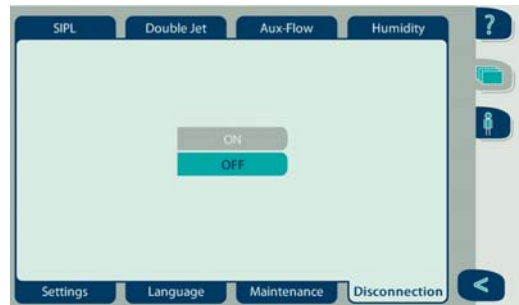 SIPL Double Jet Aux-Flow Humidity ?
ON
OFF
Settings Language Maintenance Disconnection <